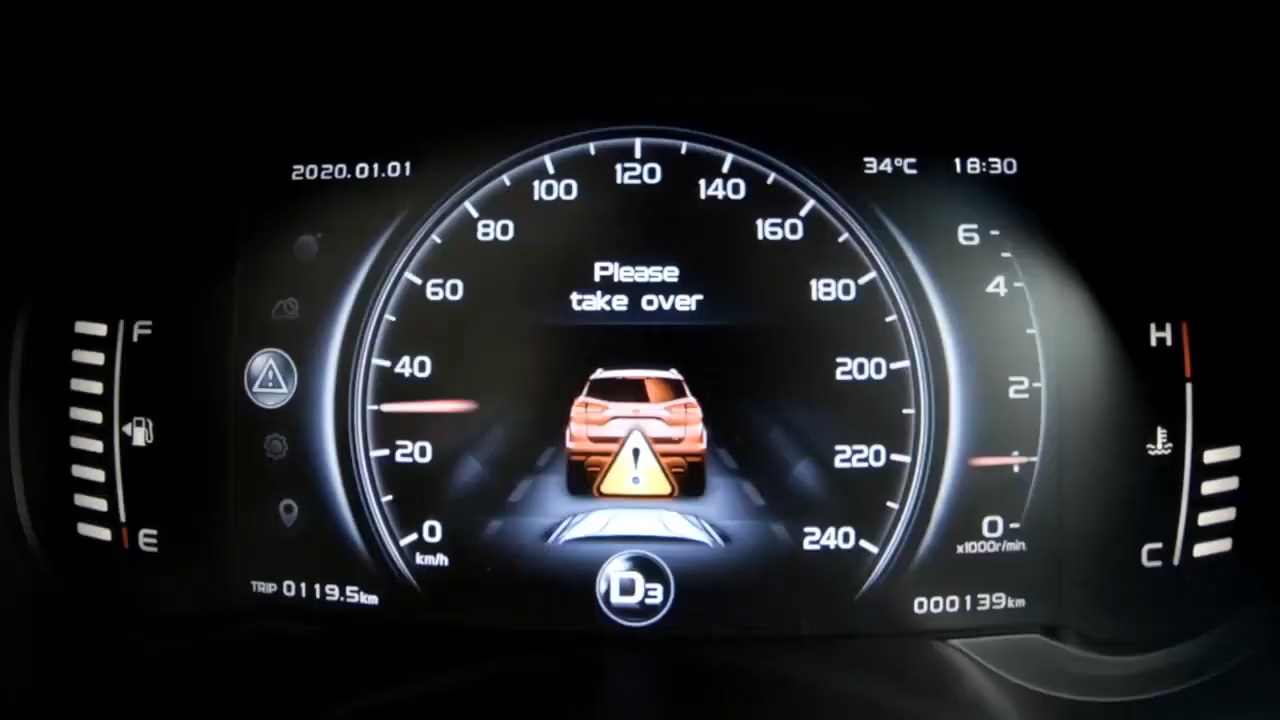 2020.01.01
34°C 18:30
120
100 140
80 160
60 180
40 200
20 220
0 240
km/h
Please
take over
6
4
2
1
0
x1000r/min
F
E
H
C
D3
TRIP 0119.5km
000139km